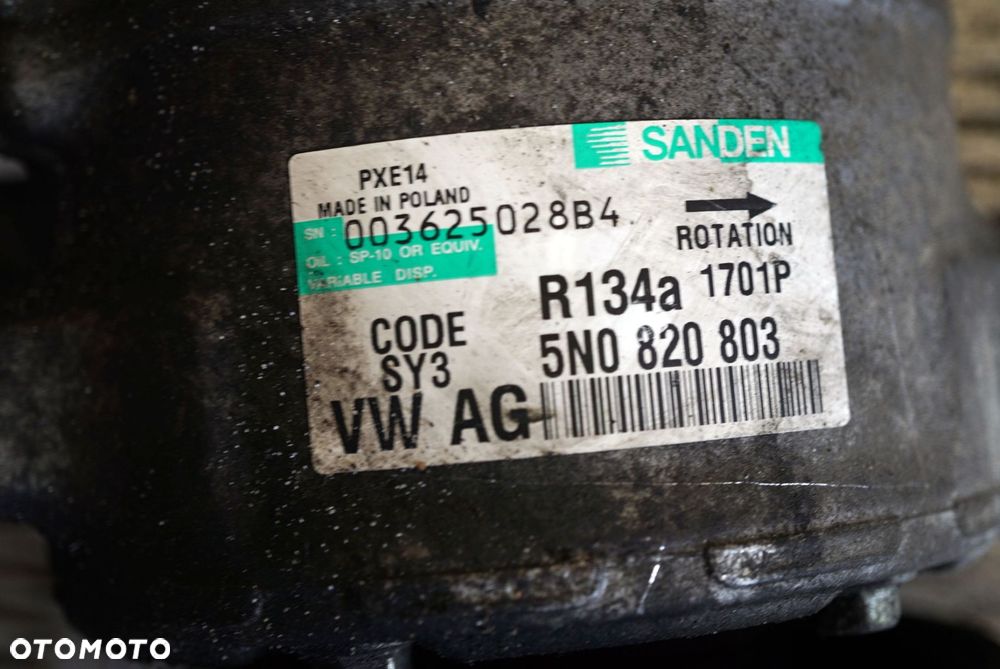 SANDEN
PXE14
MADE IN POLAND
SN : 003625028B4
ROTATION
OIL : SP-10 OR EQUIV.
VARIABLE DISP.
R134a 1701P
CODE
5N0 820 803
SY3
VW AG
OTOMOTO